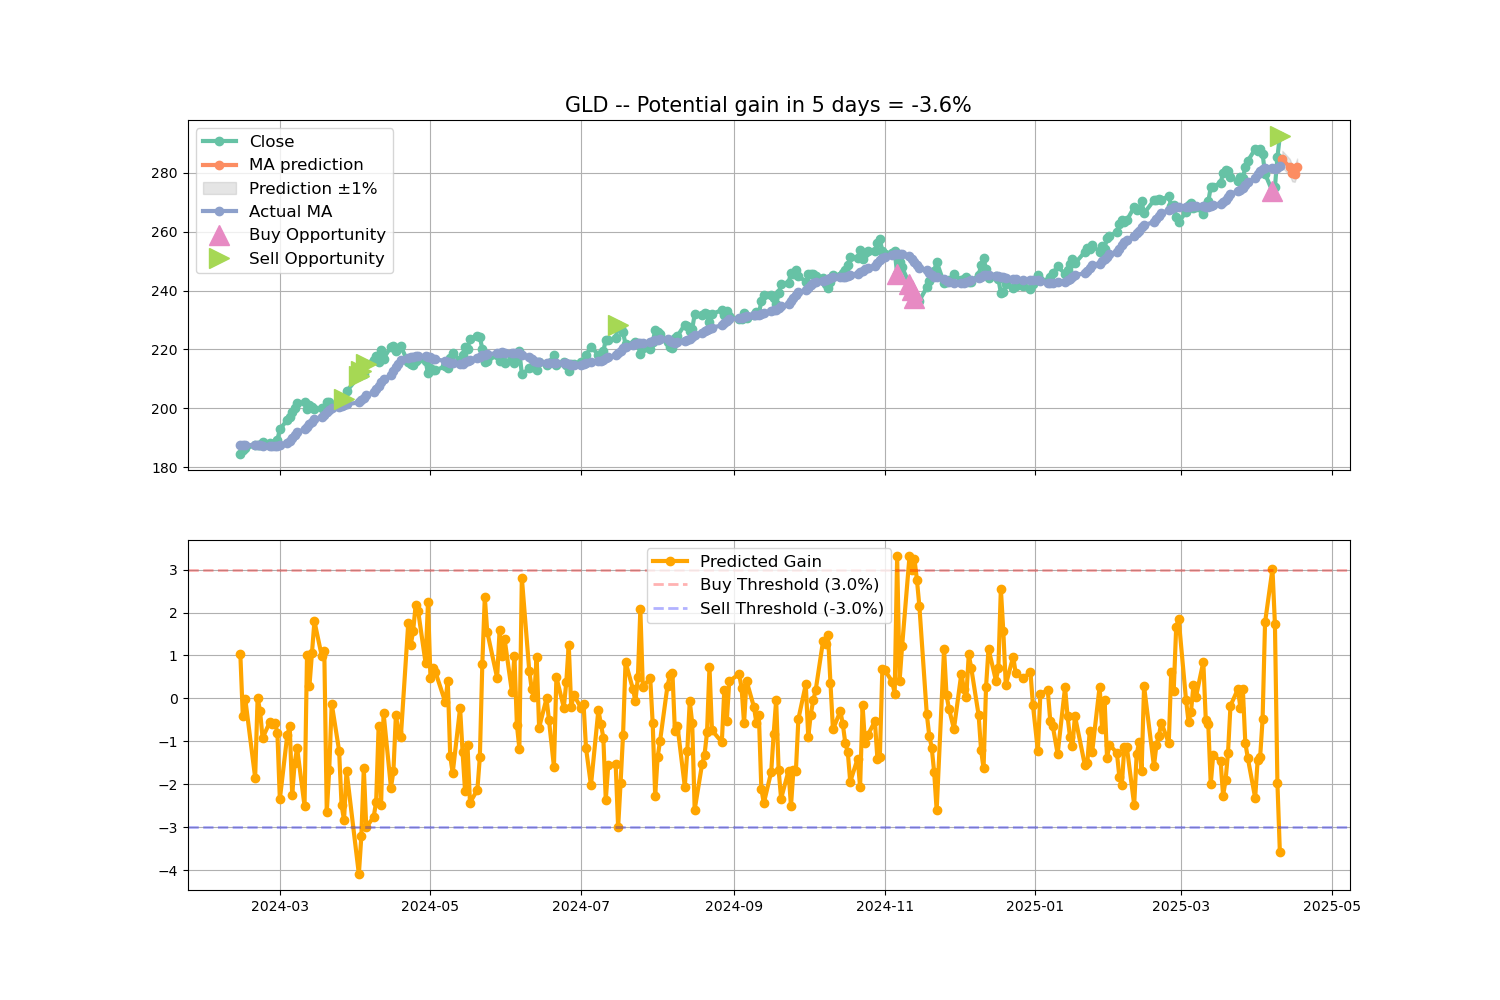 GLD -- Potential gain in 5 days = -3.6%
Close
MA prediction
Prediction ±1%
Actual MA
Buy Opportunity
Sell Opportunity
280
260
240
220
200
180
Predicted Gain
Buy Threshold (3.0%)
Sell Threshold (-3.0%)
3
2
1
0
−1
−2
−3
−4
2024-03
2024-05
2024-07
2024-09
2024-11
2025-01
2025-03
2025-05